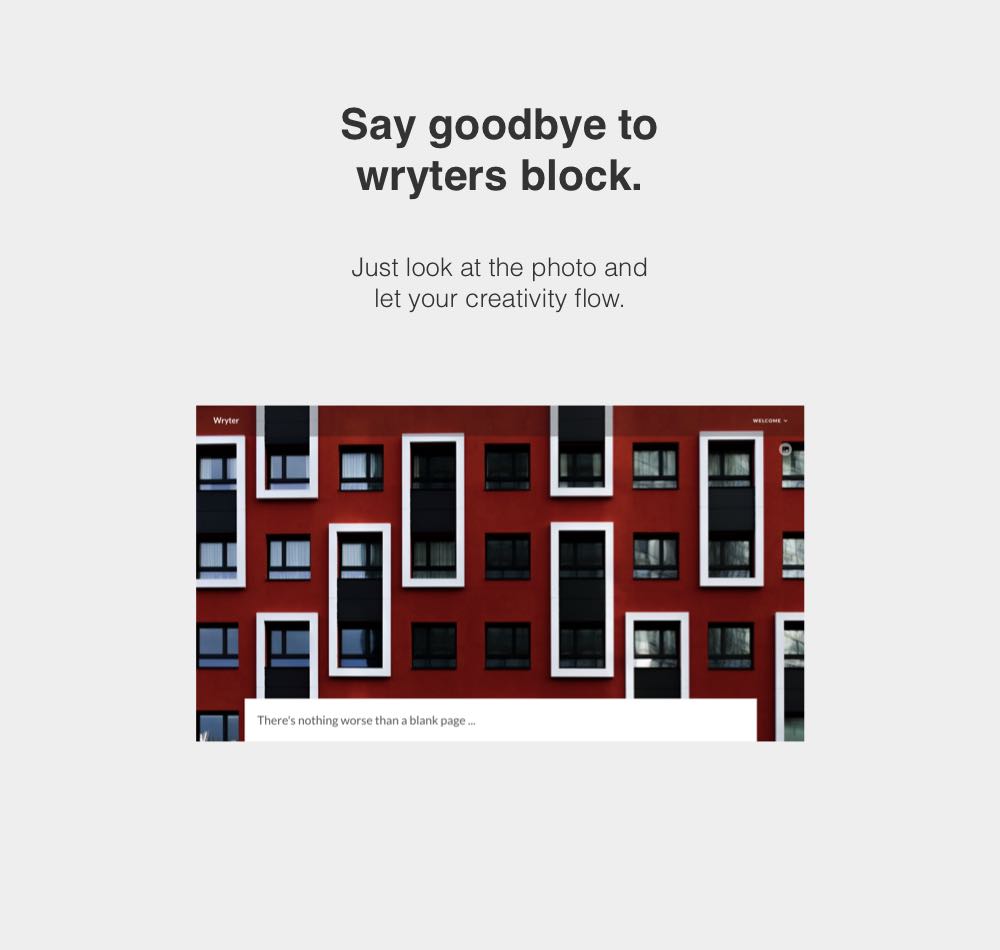 Say goodbye to
wryters block.
Just look at the photo and
let your creativity flow.
Wryter
WELCOME
There's nothing worse than a blank page ...